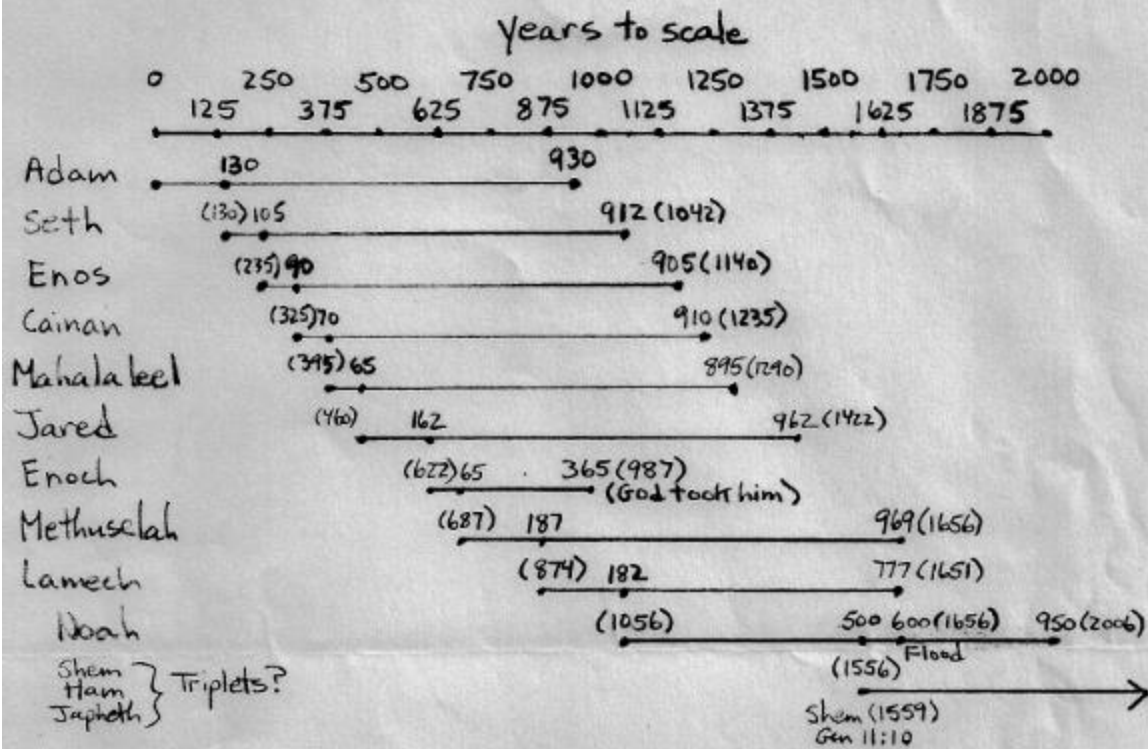 years to scale
0 250 500 750 1000 1250 1500 1750 2000
125 375 625 875 1125 1375 1625 1875
Adam 130 930
Seth (130) 105 912 (1042)
Enos (235) 90 905 (1140)
Cainan (325) 70 910 (1235)
Mahalaleel (395) 65 895 (1290)
Jared (460) 162 962 (1422)
Enoch (622) 65 365 (987)
(God took him)
Methuselah (687) 187 969 (1656)
Lamech (874) 182 777 (1651)
Noah (1056) 500 600 (1656) 950 (2006)
Flood
(1556)
Shem
Ham } Triplets?
Japheth
Shem (1559)
Gen 11:10